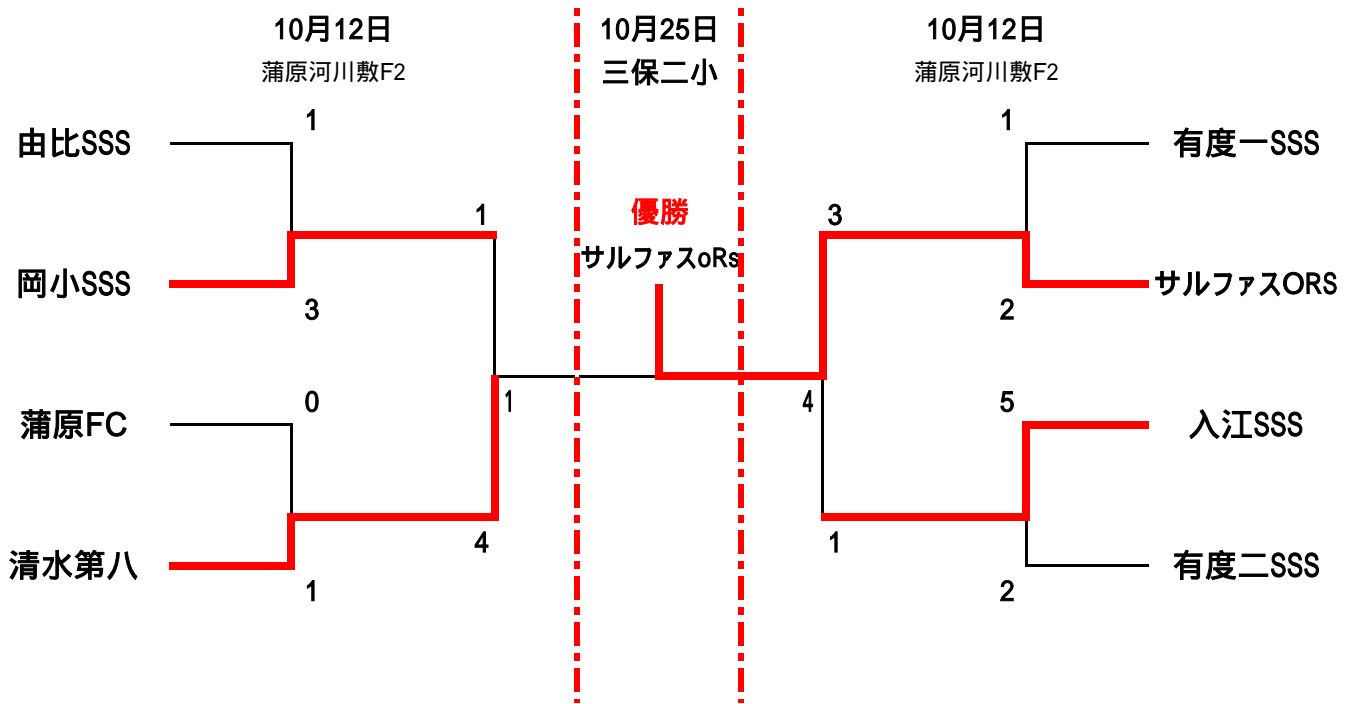 10月12日
10月25日
10月12日
蒲原河川敷F2
三保二小
蒲原河川敷F2
1
1
由比SSS
有度一SSS
1
優勝
3
サルファスoRs
岡小SSS
サルファスORS
3
2
0
1
4
5
蒲原FC
入江SSS
4
1
清水第八
有度二SSS
1
2